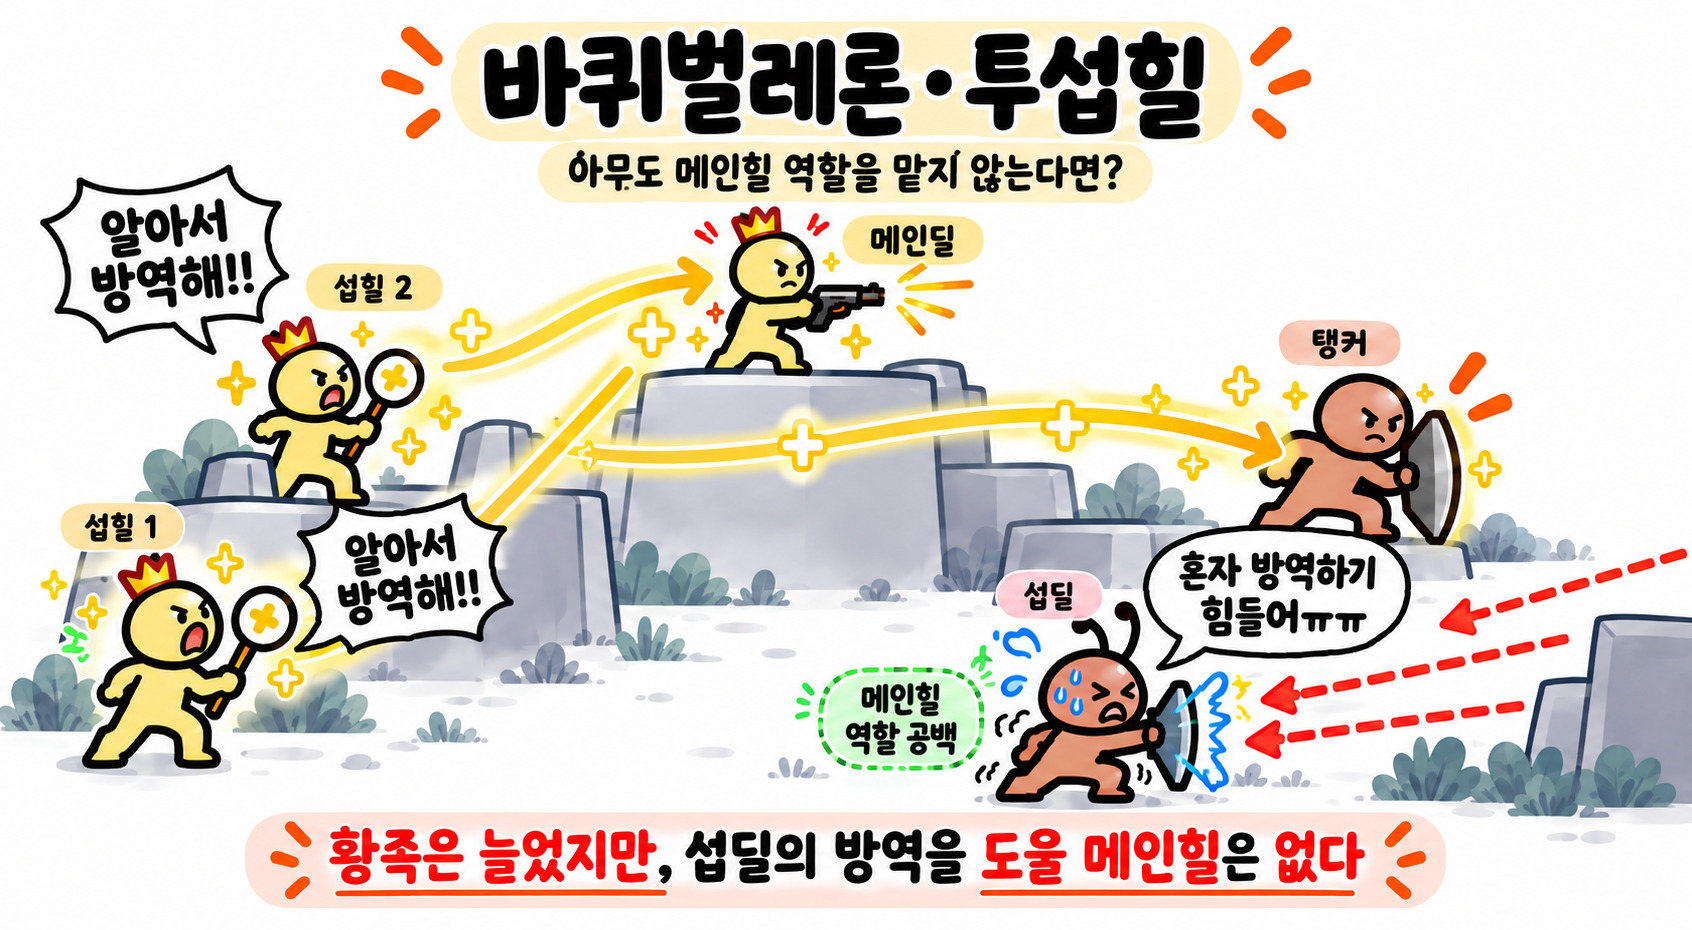 바퀴벌레론·투섭힐
아무도 메인힐 역할을 맡지 않는다면?
알아서
방역해!!
섭힐 2
메인딜
탱커
섭힐 1
알아서
방역해!!
섭딜
혼자 방역하기
힘들어ㅠㅠ
메인힐
역할 공백
황족은 늘었지만, 섭딜의 방역을 도울 메인힐은 없다